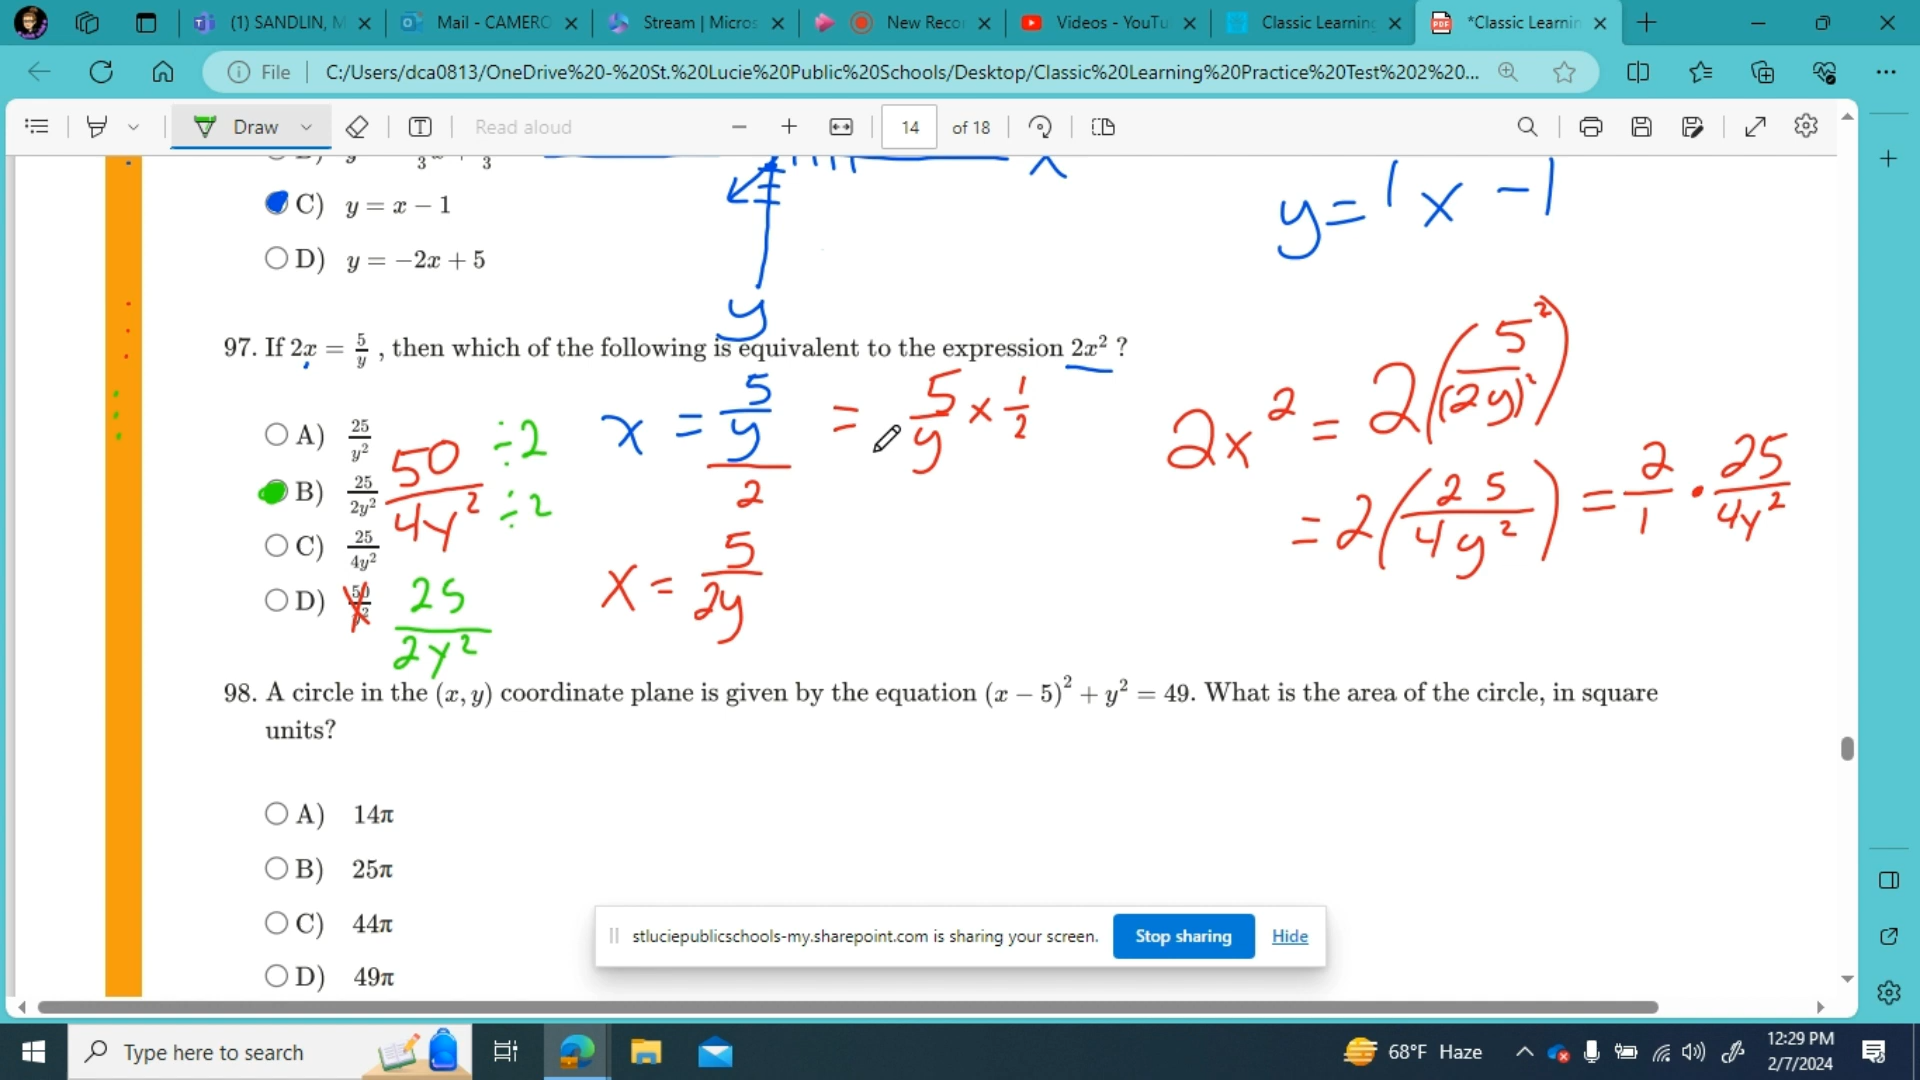 (1) SANDLIN, M
Mail - CAMERO
Stream | Micros
New Recor
Videos - YouTu
Classic Learning
*Classic Learnin
File
C:/Users/dca0813/OneDrive%20-%20St.%20Lucie%20Public%20Schools/Desktop/Classic%20Learning%20Practice%20Test%202%20...
Draw
Read aloud
14 of 18
C) y = x − 1
D) y = −2x + 5
y
x
y = 1x − 1
97. If 2x = 5/y , then which of the following is equivalent to the expression 2x² ?
A) 25/y²
B) 25/2y²
C) 25/4y²
D)
50/4y² ÷2 ÷2
25/2y²
x = 5/y / 2 = 5/y × 1/2
x = 5/2y
2x² = 2(5²/(2y)²)
= 2(25/4y²) = 2/1 · 25/4y²
98. A circle in the (x, y) coordinate plane is given by the equation (x − 5)² + y² = 49. What is the area of the circle, in square
units?
A) 14π
B) 25π
C) 44π
D) 49π
stluciepublicschools-my.sharepoint.com is sharing your screen.
Stop sharing
Hide
Type here to search
68°F Haze
12:29 PM
2/7/2024